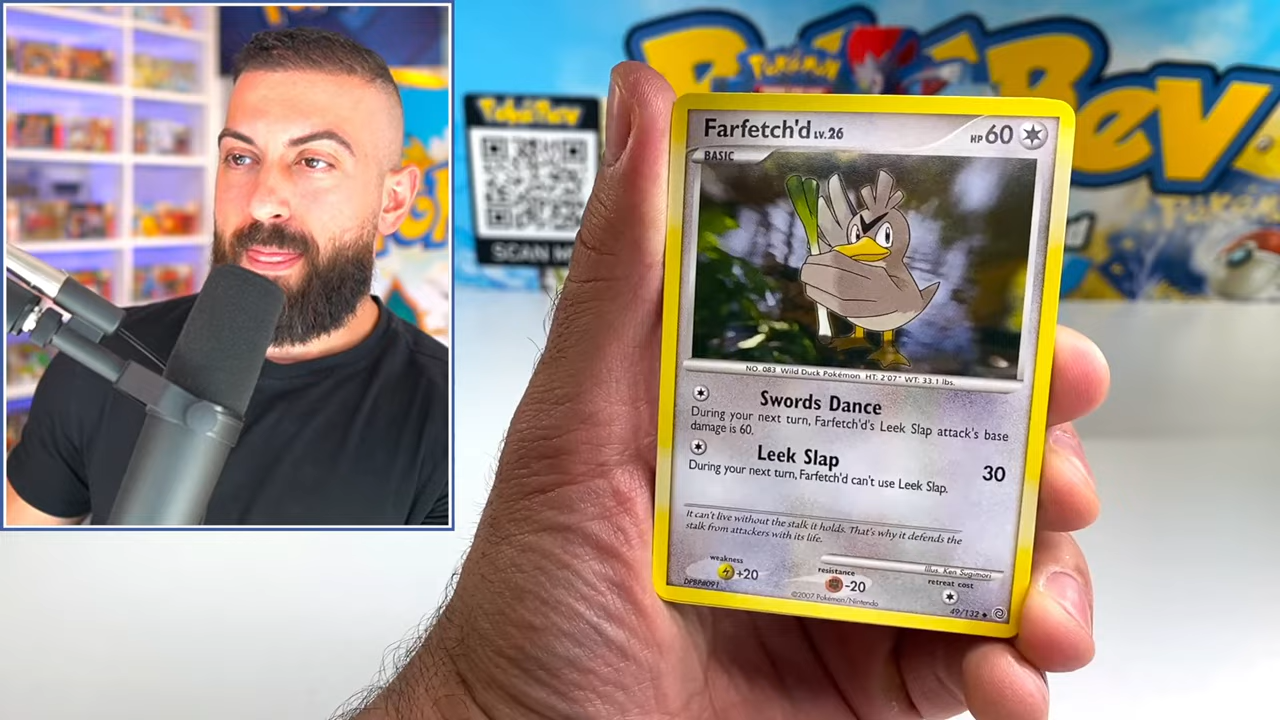 PokéBev
SCAN M
Pokémon
BeV
Farfetch'd LV.26
HP 60
BASIC
NO. 083 Wild Duck Pokémon HT: 2'07" WT: 33.1 lbs.
Swords Dance
During your next turn, Farfetch'd's Leek Slap attack's base
damage is 60.
Leek Slap 30
During your next turn, Farfetch'd can't use Leek Slap.
It can't live without the stalk it holds. That's why it defends the
stalk from attackers with its life.
Illus. Ken Sugimori
weakness resistance retreat cost
+20 -20
DPBP#091 ©2007 Pokémon/Nintendo 49/132